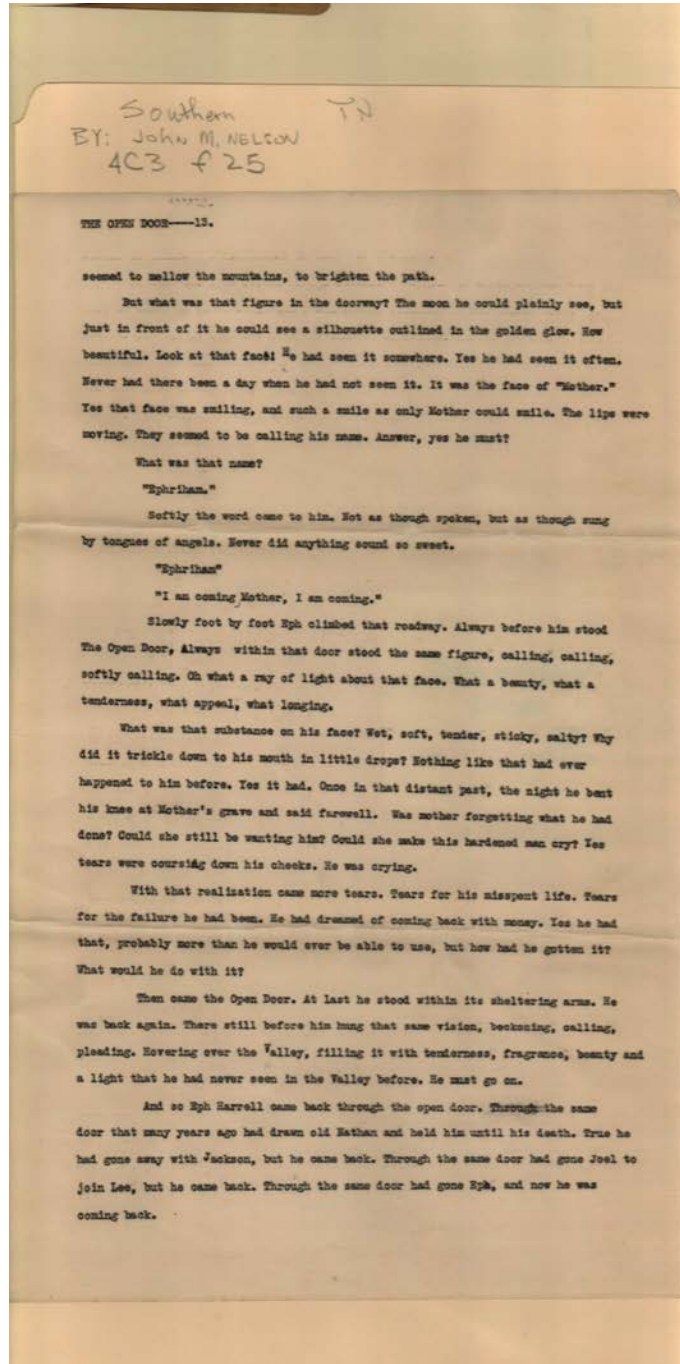 Southern TN
BY: John M. NELSON
4C3 f 25
THE OPEN DOOR----13.
seemed to mellow the mountains, to brighten the path.
But what was that figure in the doorway? The moon he could plainly see, but
just in front of it he could see a silhouette outlined in the golden glow. How
beautiful. Look at that face! He had seen it somewhere. Yes he had seen it often.
Never had there been a day when he had not seen it. It was the face of "Mother."
Yes that face was smiling, and such a smile as only Mother could smile. The lips were
moving. They seemed to be calling his name. Answer, yes he must?
What was that name?
"Ephriham."
Softly the word came to him. Not as though spoken, but as though sung
by tongues of angels. Never did anything sound so sweet.
"Ephriham"
"I am coming, Mother, I am coming."
Slowly foot by foot Eph climbed that roadway. Always before him stood
The Open Door, Always within that door stood the same figure, calling, calling,
softly calling. Oh what a ray of light about that face. What a beauty, what a
tenderness, what appeal, what longing.
What was that substance on his face? Wet, soft, tender, sticky, salty? Why
did it trickle down to his mouth in little drops? Nothing like that had ever
happened to him before. Yes it had. Once in that distant past, the night he bent
his knee at Mother's grave and said farewell. Was mother forgetting what he had
done? Could she still be wanting him? Could she make this hardened man cry? Yes
tears were coursing down his cheeks. He was crying.
With that realization came more tears. Tears for his misspent life. Tears
for the failure he had been. He had dreamed of coming back with money. Yes he had
that, probably more than he would ever be able to use, but how had he gotten it?
What would he do with it?
Then came the Open Door. At last he stood within its sheltering arms. He
was back again. There still before him hung that same vision, beckoning, calling,
pleading. Hovering over the Valley, filling it with tenderness, fragrance, beauty and
a light that he had never seen in the Valley before. He must go on.
And so Eph Harrell came back through the open door. Through the same
door that many years ago had drawn old Nathan and held him until his death. True he
had gone away with Jackson, but he came back. Through the same door had gone Joel to
join Lee, but he came back. Through the same door had gone Eph, and now he was
coming back.